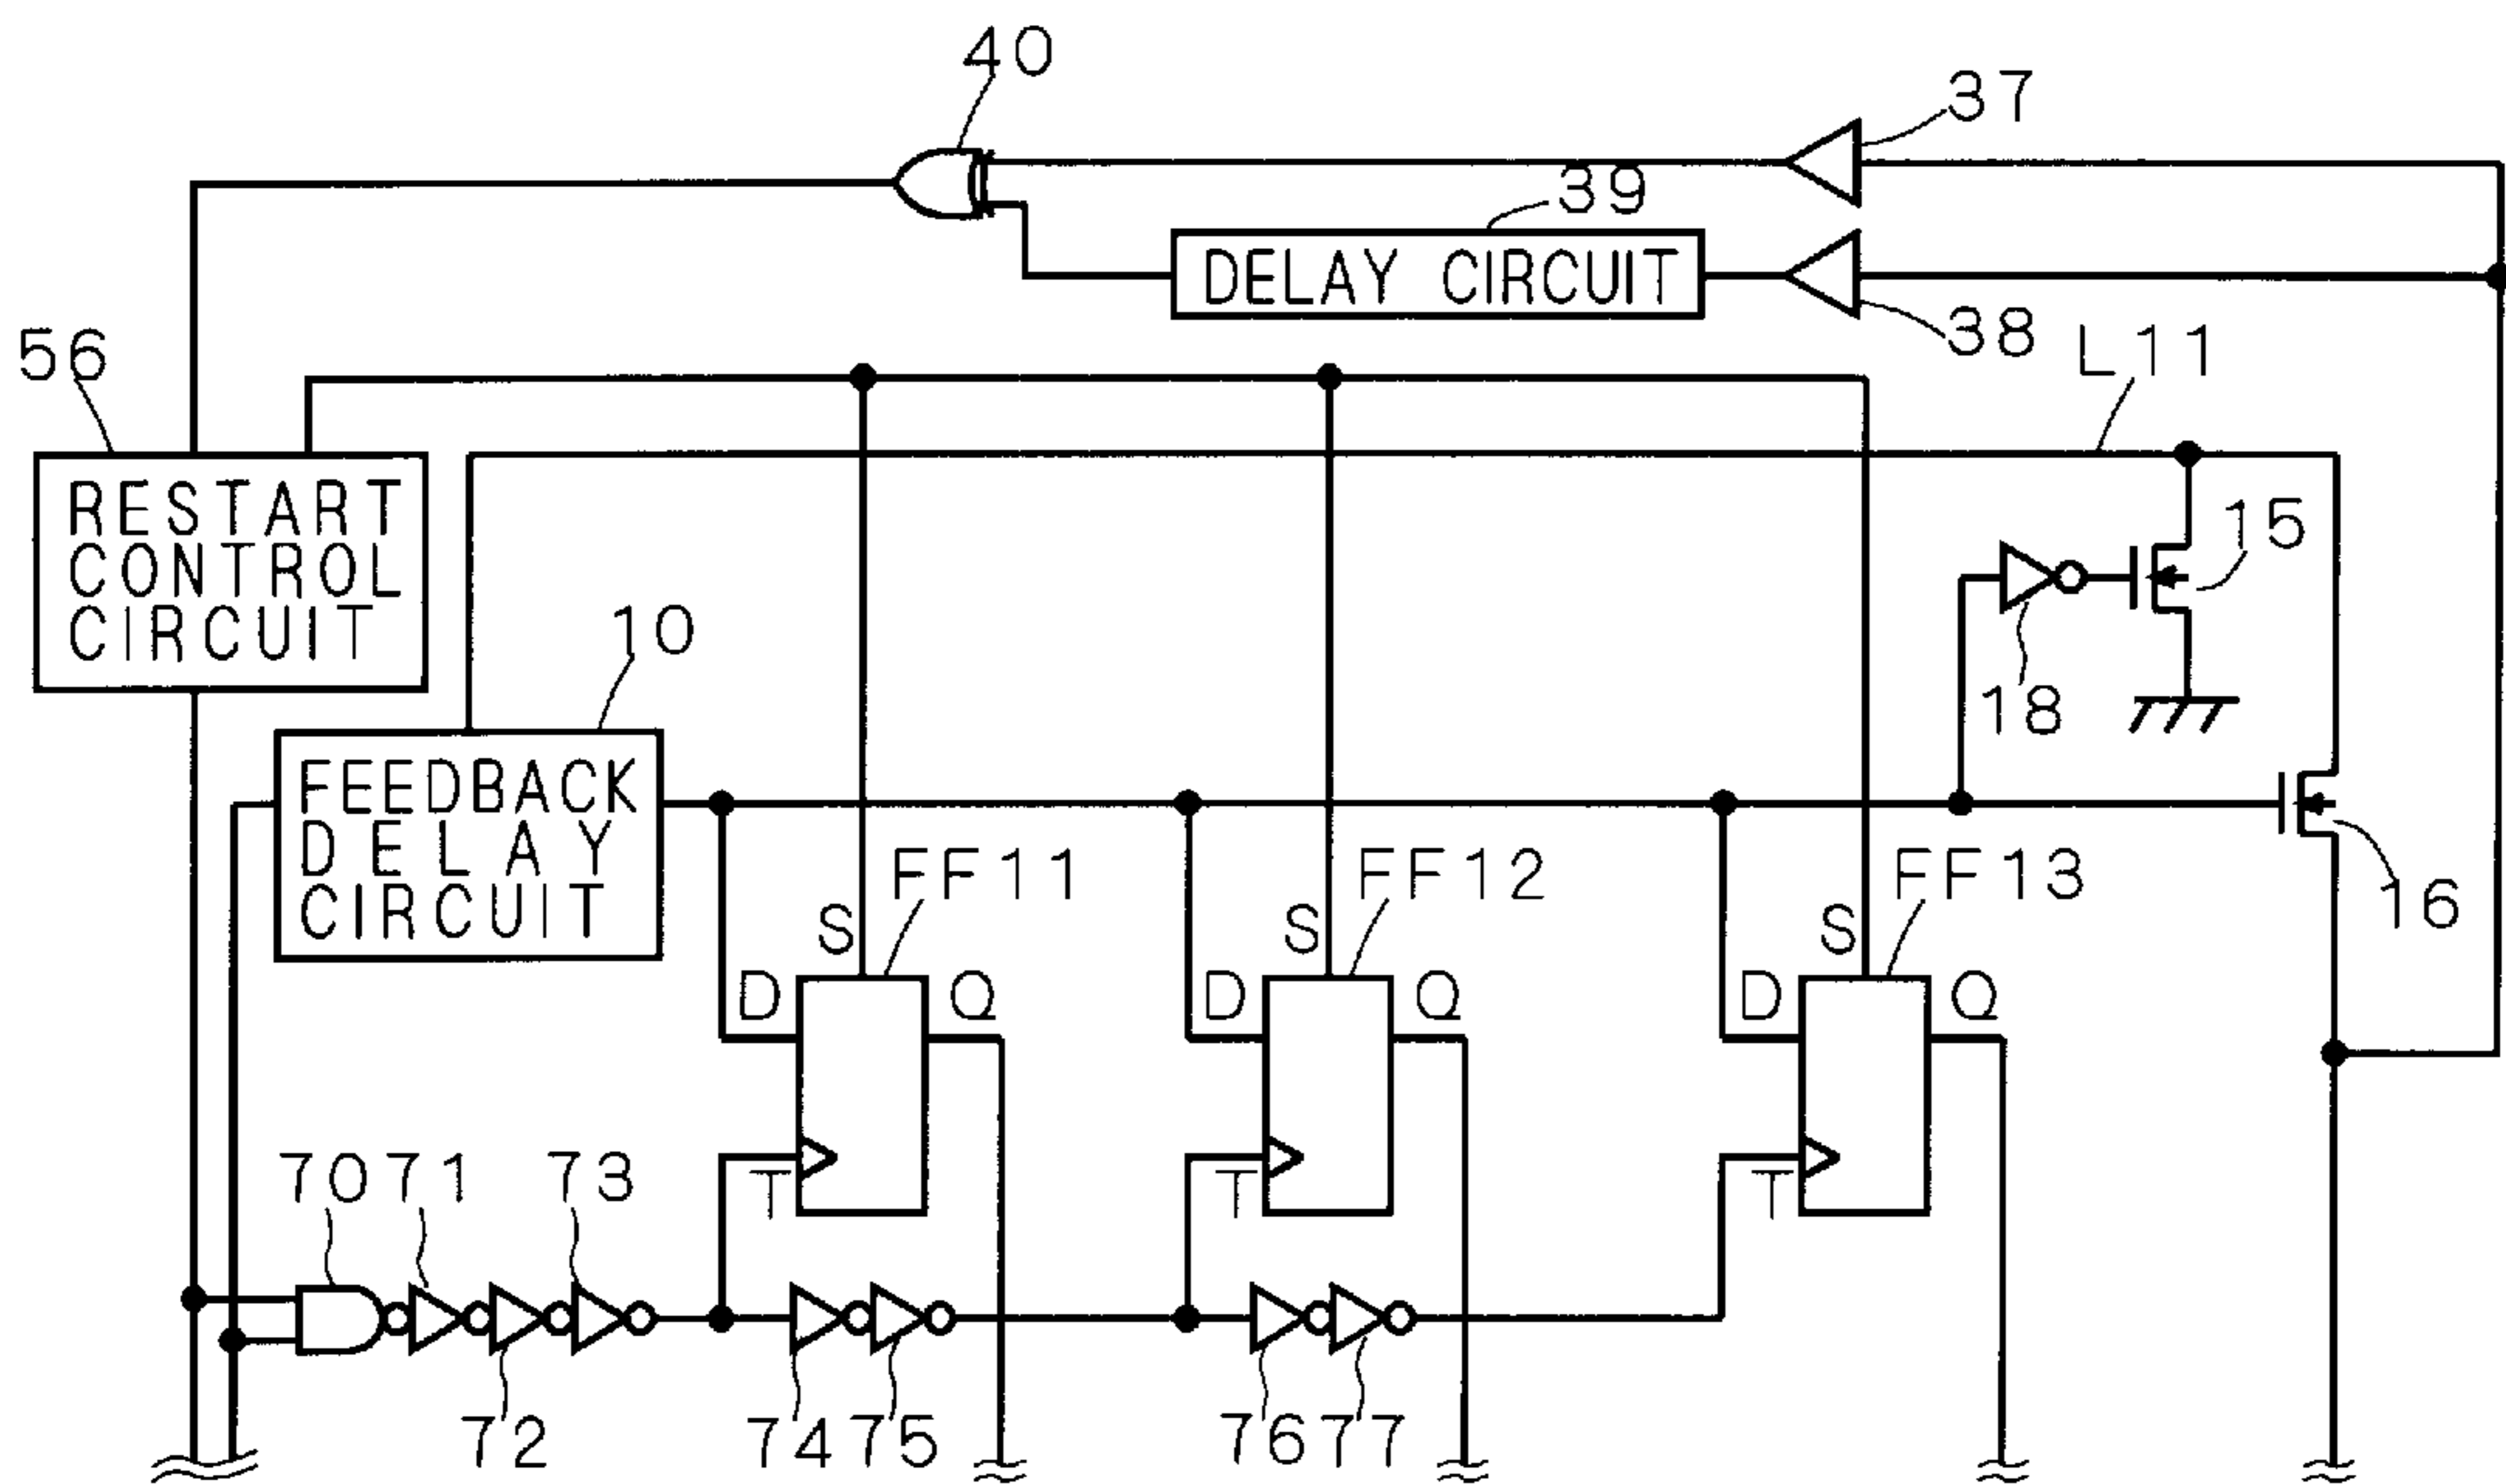 40
37
39
DELAY CIRCUIT
38
56
L11
RESTART
CONTROL
CIRCUIT
15
10
18
FEEDBACK
DELAY
CIRCUIT
FF11
FF12
FF13
16
S
S
S
D
Q
D
Q
D
Q
70
71
73
T
T
T
72
74
75
76
77